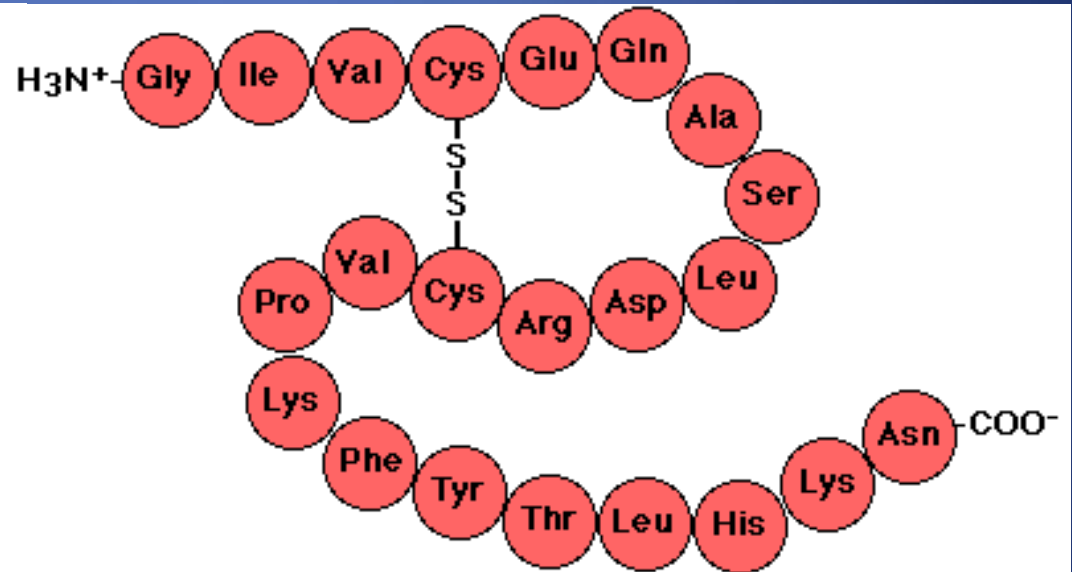 H3N+ Gly Ile Val Cys Glu Gln
Ala
Ser
Leu
Asp
Arg
Cys
Val
Pro
S
S
Lys
Phe
Tyr
Thr
Leu
His
Lys
Asn
COO-